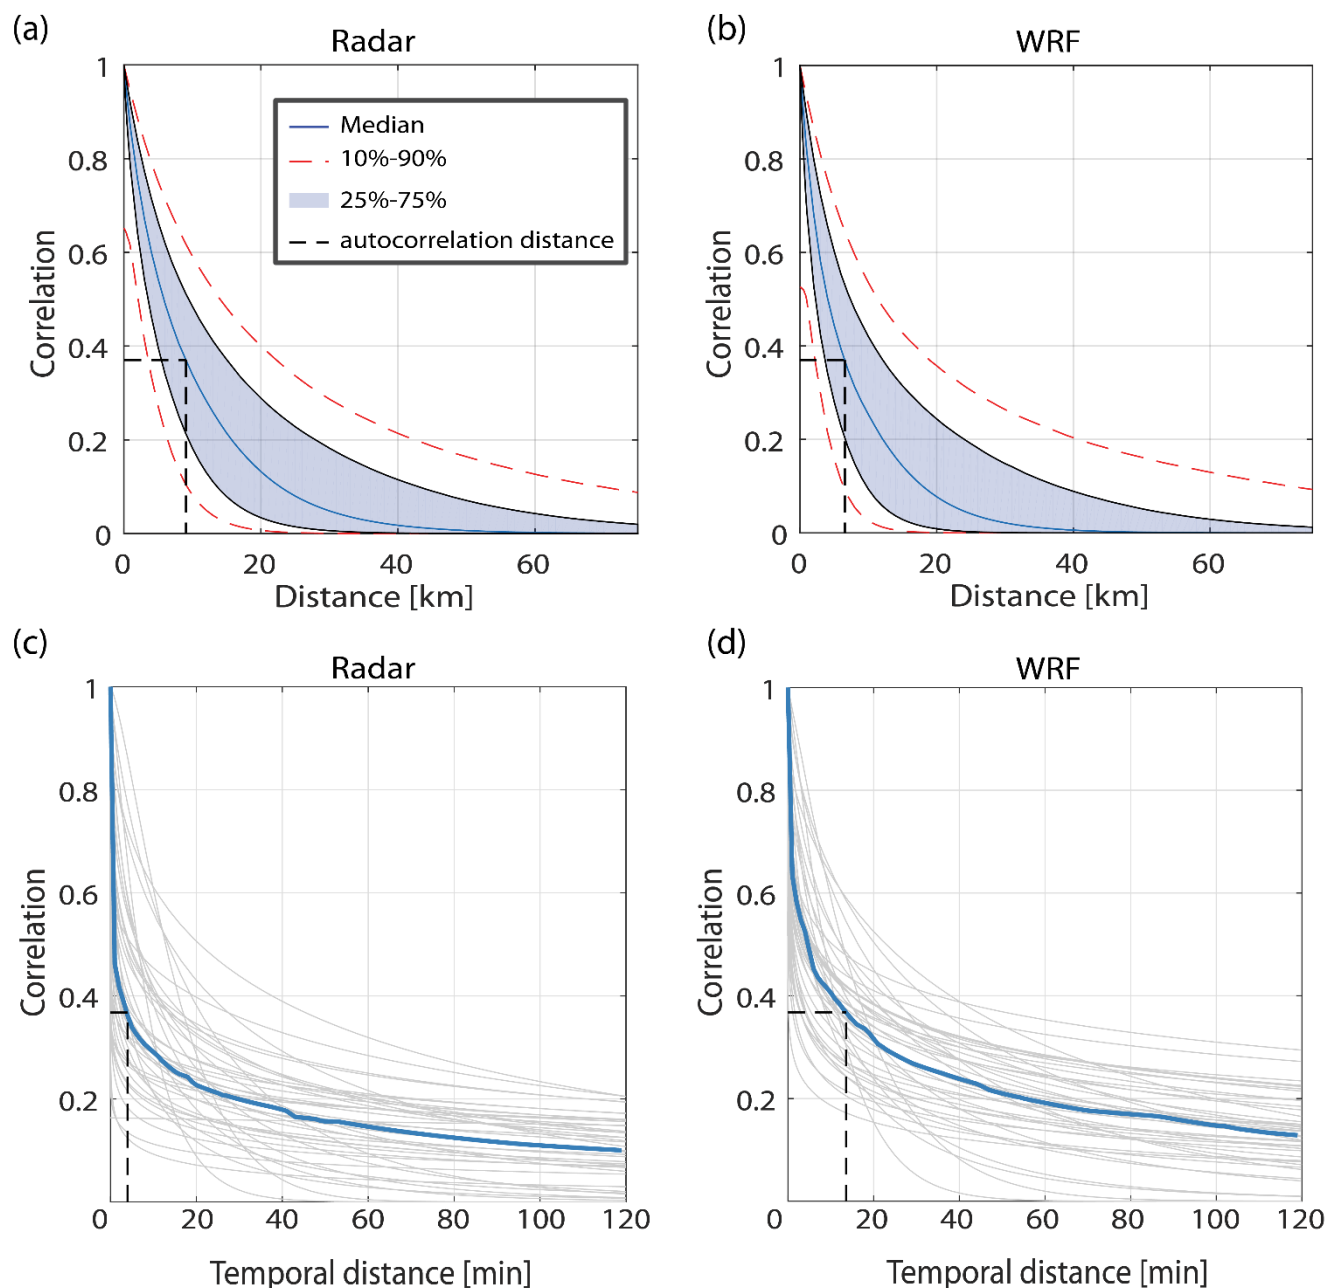 (a)
Radar
1
0.8
0.6
0.4
0.2
0
Correlation
Median
10%-90%
25%-75%
autocorrelation distance
0 20 40 60
Distance [km]
(b)
WRF
1
0.8
0.6
0.4
0.2
0
Correlation
0 20 40 60
Distance [km]
(c)
Radar
1
0.8
0.6
0.4
0.2
Correlation
0 20 40 60 80 100 120
Temporal distance [min]
(d)
WRF
1
0.8
0.6
0.4
0.2
Correlation
0 20 40 60 80 100 120
Temporal distance [min]